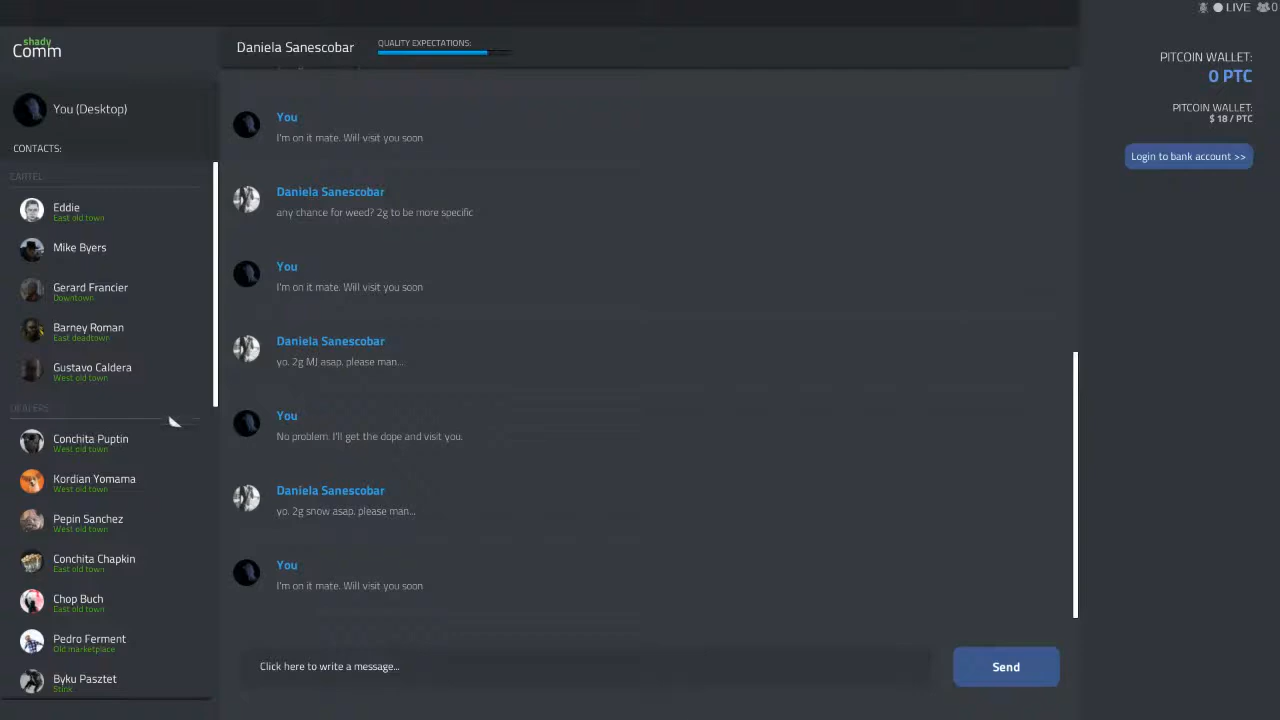 LIVE 0
shady
Comm
You (Desktop)
CONTACTS:
CARTEL
Eddie
East old town
Mike Byers
Gerard Francier
Downtown
Barney Roman
East deadtown
Gustavo Caldera
West old town
DEALERS
Conchita Puptin
West old town
Kordian Yomama
West old town
Pepin Sanchez
West old town
Conchita Chapkin
East old town
Chop Buch
East old town
Pedro Ferment
Old marketplace
Byku Pasztet
Stink
Daniela Sanescobar
QUALITY EXPECTATIONS:
You
I'm on it mate. Will visit you soon
Daniela Sanescobar
any chance for weed? 2g to be more specific
You
I'm on it mate. Will visit you soon
Daniela Sanescobar
yo. 2g MJ asap. please man...
You
No problem. I'll get the dope and visit you.
Daniela Sanescobar
yo. 2g snow asap. please man...
You
I'm on it mate. Will visit you soon
Click here to write a message...
Send
PITCOIN WALLET:
0 PTC
PITCOIN WALLET:
$ 18 / PTC
Login to bank account >>